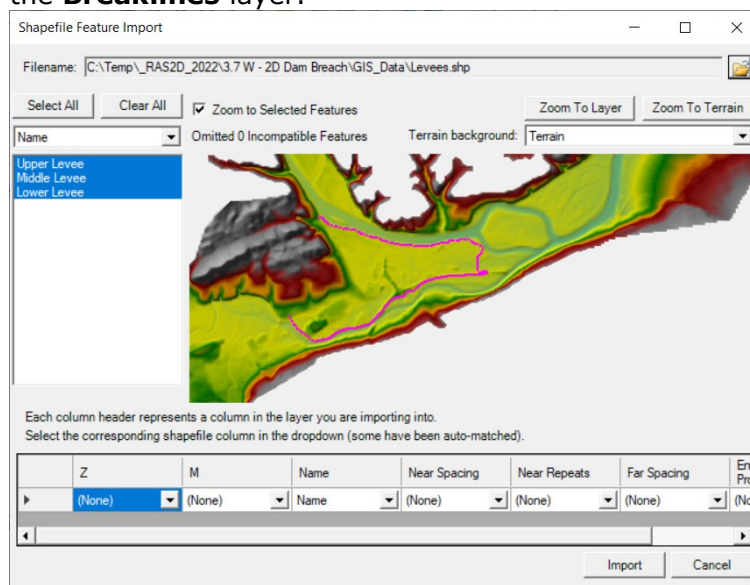 the Breaklines layer.
Shapefile Feature Import
Filename: C:\Temp\_RAS2D_2022\3.7 W - 2D Dam Breach\GIS_Data\Levees.shp
Select All Clear All Zoom to Selected Features Zoom To Layer Zoom To Terrain
Name Omitted 0 Incompatible Features Terrain background: Terrain
Upper Levee
Middle Levee
Lower Levee
Each column header represents a column in the layer you are importing into.
Select the corresponding shapefile column in the dropdown (some have been auto-matched).
Z M Name Near Spacing Near Repeats Far Spacing En
Pro
(None) (None) Name (None) (None) (None) (No
Import Cancel